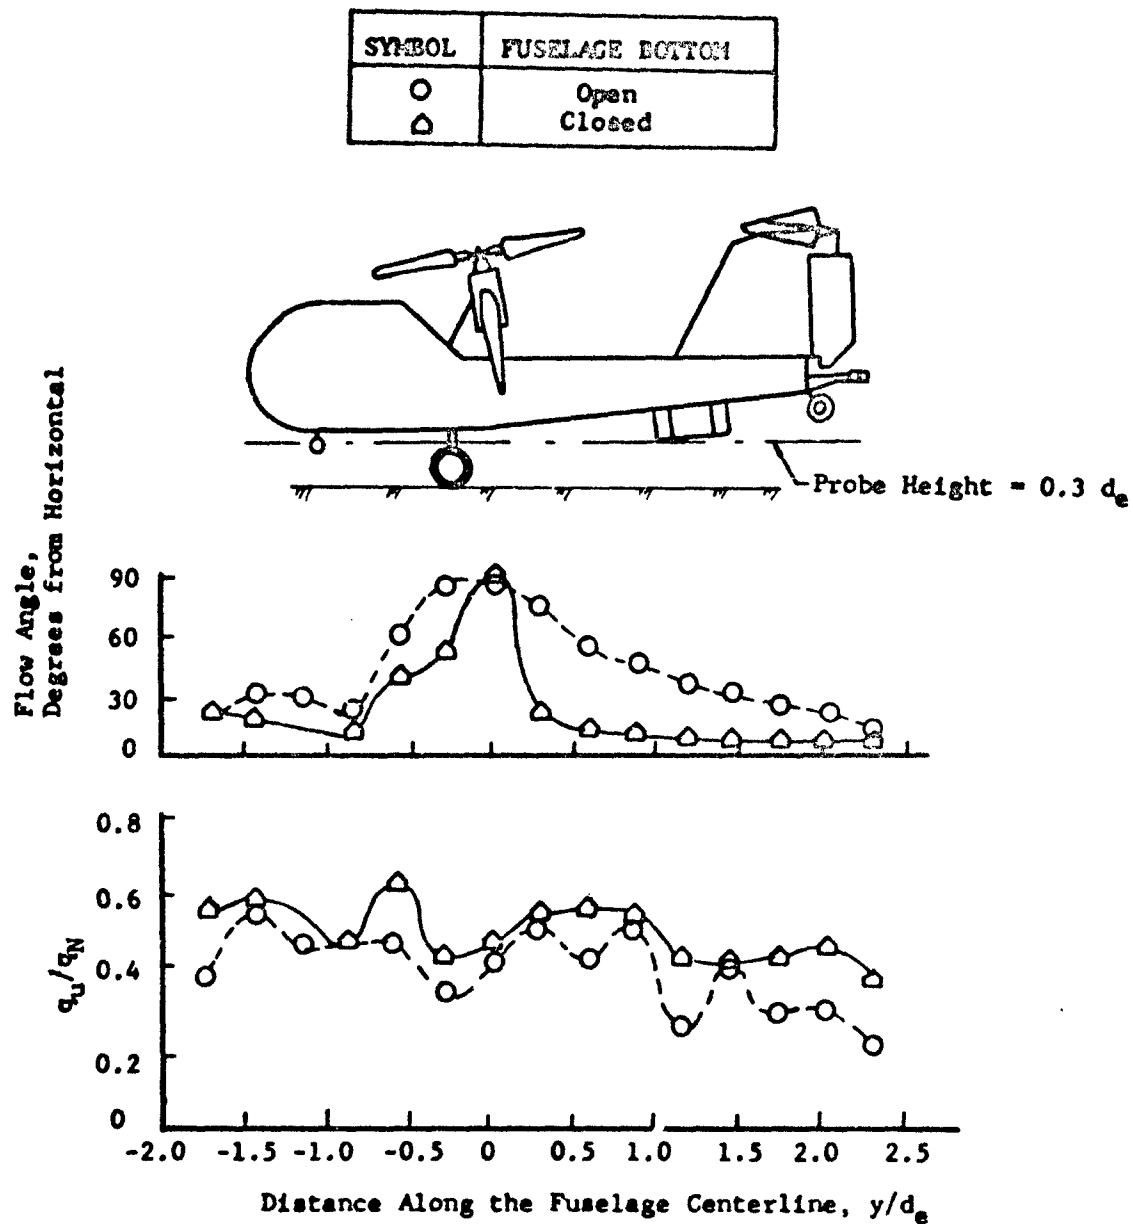 SYMBOL FUSELAGE BOTTOM
Open
Closed
Probe Height = 0.3 de
Flow Angle,
Degrees from Horizontal
90
60
30
0
0.8
0.6
0.4
0.2
0
qu/qN
-2.0 -1.5 -1.0 -0.5 0 0.5 1.0 1.5 2.0 2.5
Distance Along the Fuselage Centerline, y/de